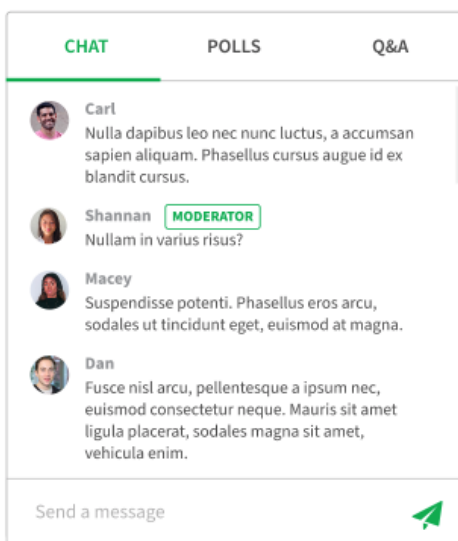 CHAT POLLS Q&A
Carl
Nulla dapibus leo nec nunc luctus, a accumsan
sapien aliquam. Phasellus cursus augue id ex
blandit cursus.
Shannan MODERATOR
Nullam in varius risus?
Macey
Suspendisse potenti. Phasellus eros arcu,
sodales ut tincidunt eget, euismod at magna.
Dan
Fusce nisl arcu, pellentesque a ipsum nec,
euismod consectetur neque. Mauris sit amet
ligula placerat, sodales magna sit amet,
vehicula enim.
Send a message